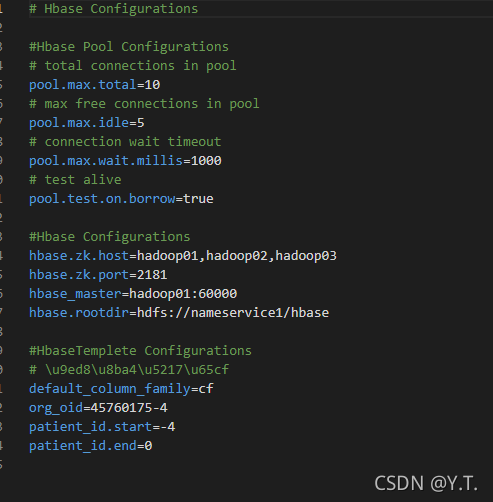 1 # Hbase Configurations
2
3 #Hbase Pool Configurations
4 # total connections in pool
5 pool.max.total=10
6 # max free connections in pool
7 pool.max.idle=5
8 # connection wait timeout
9 pool.max.wait.millis=1000
0 # test alive
1 pool.test.on.borrow=true
2
3 #Hbase Configurations
4 hbase.zk.host=hadoop01,hadoop02,hadoop03
5 hbase.zk.port=2181
6 hbase_master=hadoop01:60000
7 hbase.rootdir=hdfs://nameservice1/hbase
8
9 #HbaseTemplete Configurations
0 # \u9ed8\u8ba4\u5217\u65cf
1 default_column_family=cf
2 org_oid=45760175-4
3 patient_id.start=-4
4 patient_id.end=0
5
CSDN @Y.T.